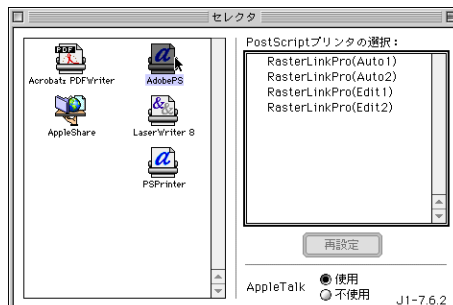 セレクタ
PDF
Acrobat™ PDFWriter
AdobePS
AppleShare
LaserWriter 8
PSPrinter
PostScriptプリンタの選択：
RasterLinkPro(Auto1)
RasterLinkPro(Auto2)
RasterLinkPro(Edit1)
RasterLinkPro(Edit2)
再設定
AppleTalk
使用
不使用
J1-7.6.2